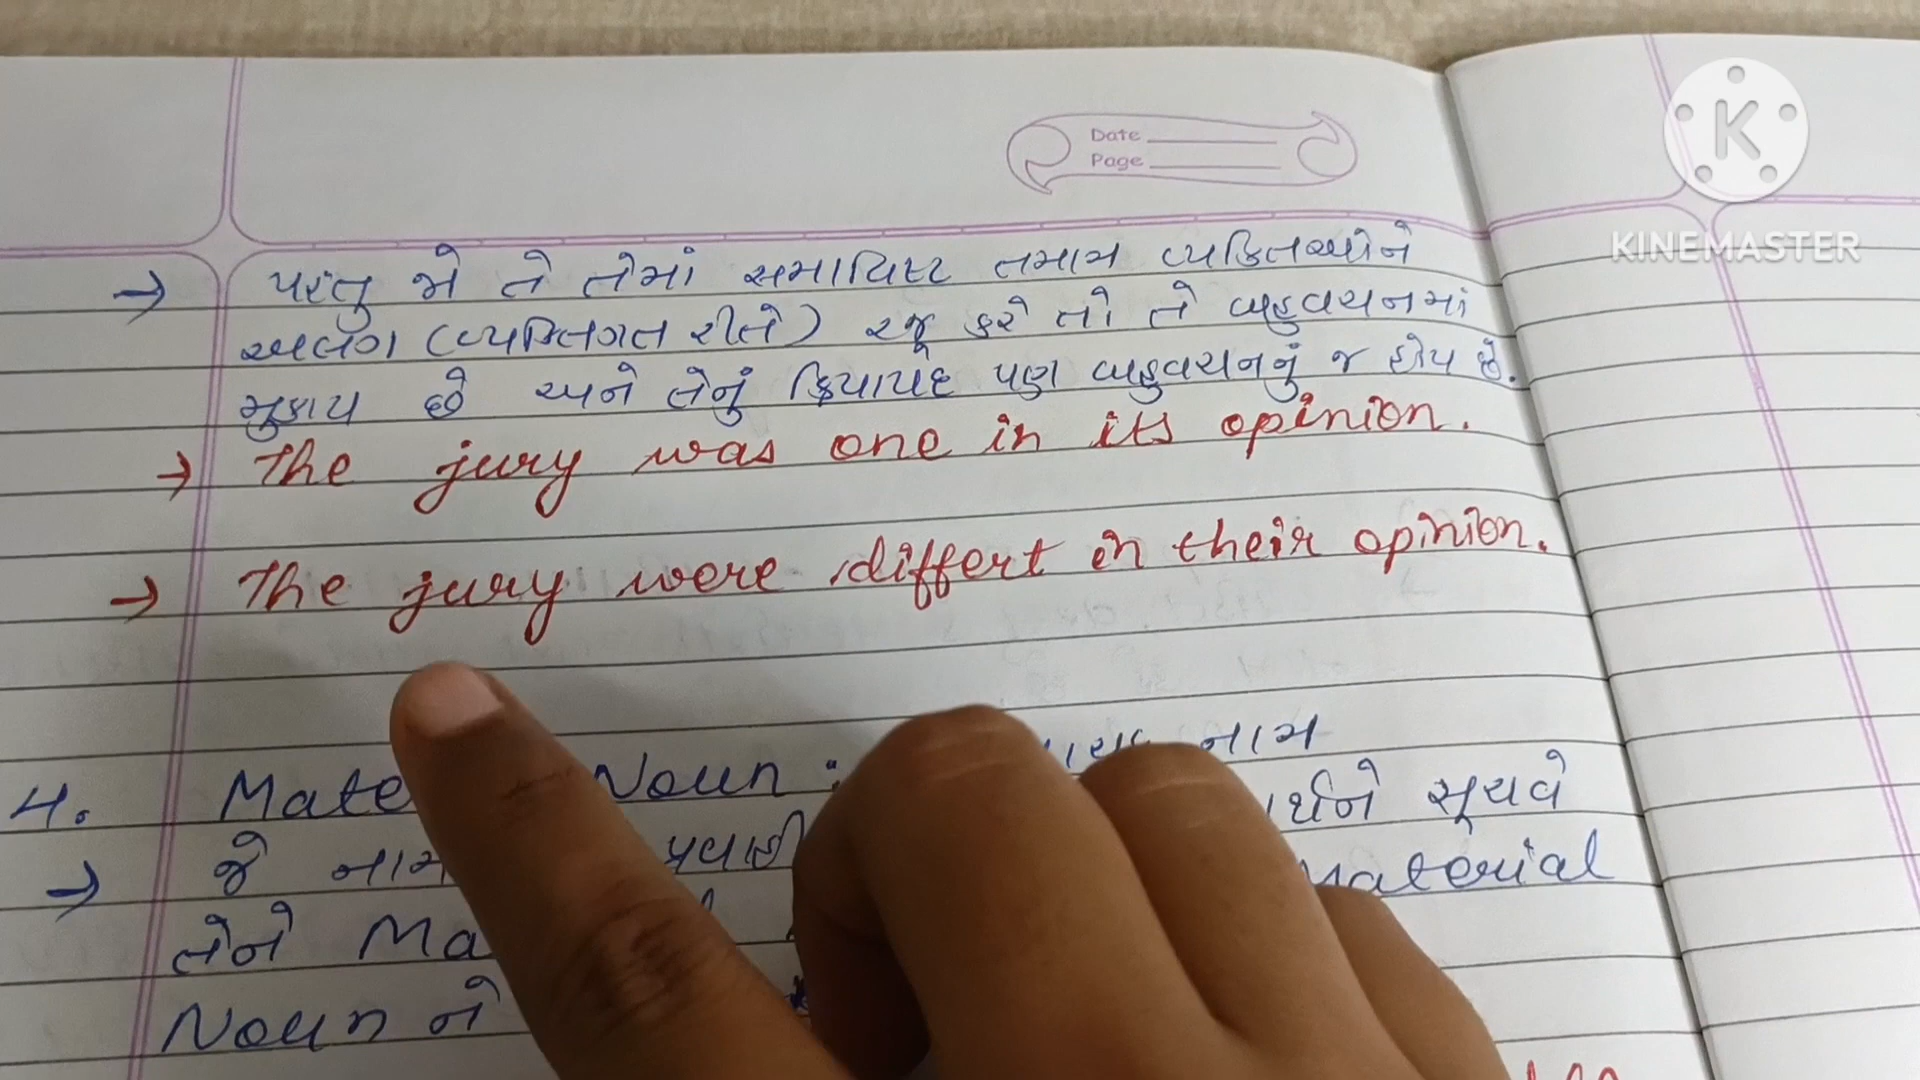 Date
Page
K
KINEMASTER
→ પરંતુ જો તે તેમાં સમાવિષ્ટ તમામ વ્યક્તિઓને
અલગ (વ્યક્તિગત રીતે) રજૂ કરે તો તે બહુવચનમાં
મુકાય છે અને તેનું ક્રિયાપદ પણ બહુવચનનું જ હોય છે.
→ The jury was one in its opinion.
→ The jury were differt in their opinion.
4. Mate Noun : નામ
→ જે નામ પ્રવાહી ર્થને સૂચવે
તેને Ma Material
Noun ને